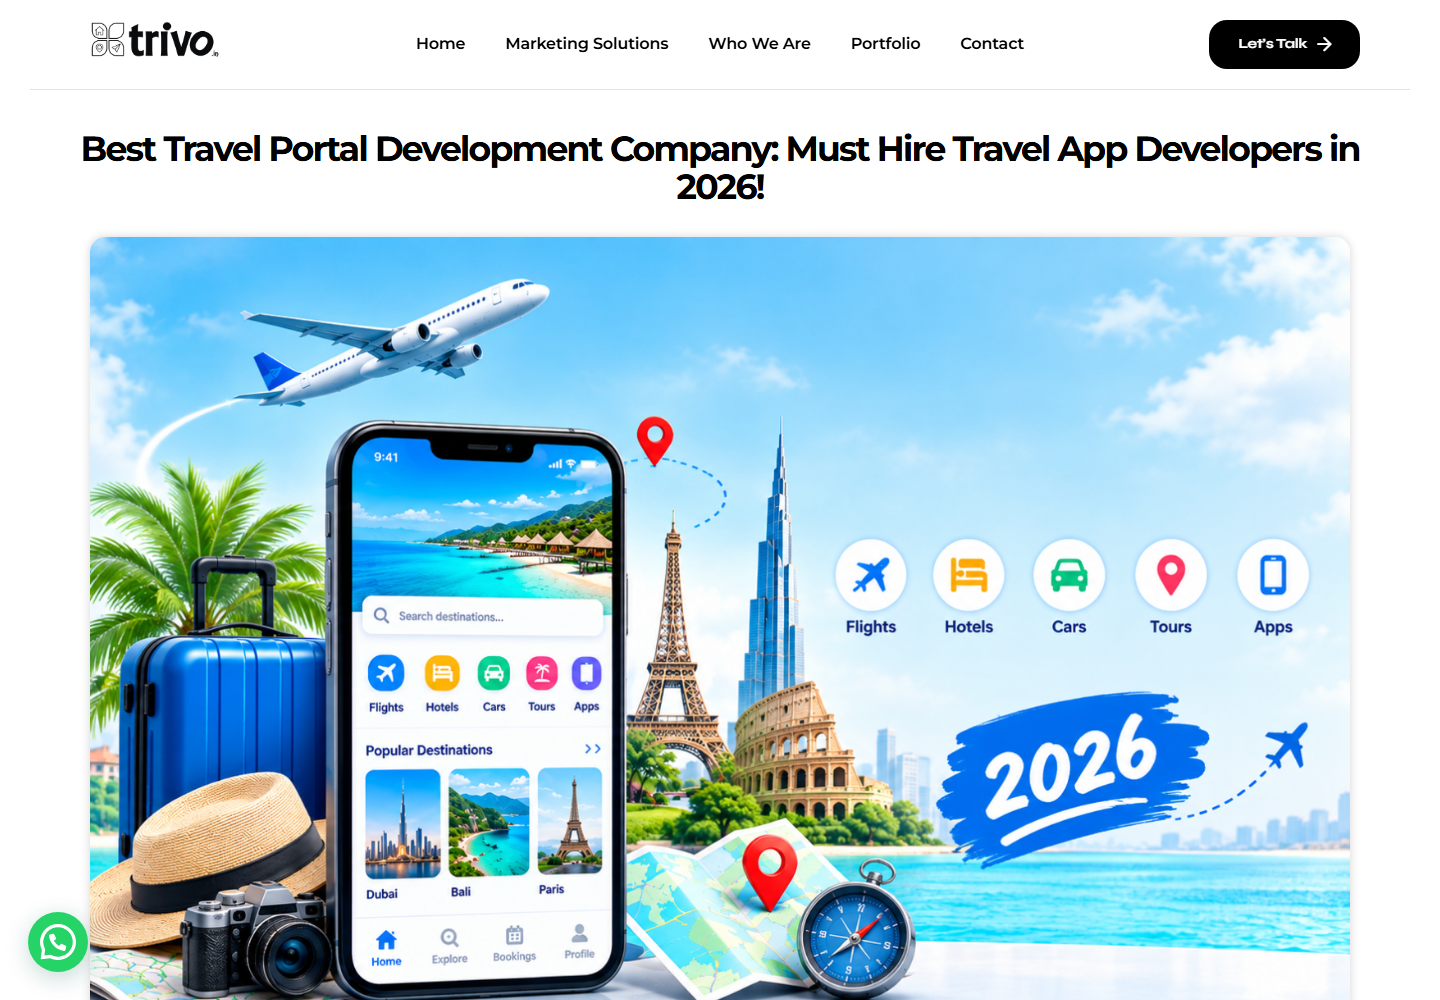 trivo.in
Home
Marketing Solutions
Who We Are
Portfolio
Contact
Let's Talk
Best Travel Portal Development Company: Must Hire Travel App Developers in
2026!
9:41
Search destinations...
Flights
Hotels
Cars
Tours
Apps
Popular Destinations
Dubai
Bali
Paris
Home
Explore
Bookings
Profile
Flights
Hotels
Cars
Tours
Apps
2026